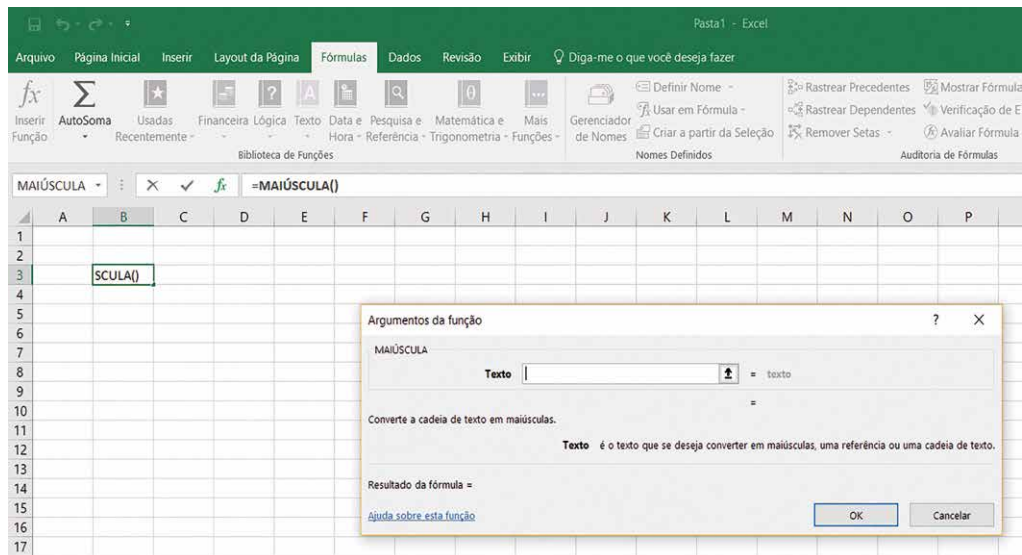 Pasta1 - Excel
Arquivo Página Inicial Inserir Layout da Página Fórmulas Dados Revisão Exibir Diga-me o que você deseja fazer
fx Σ ? A θ Definir Nome Rastrear Precedentes Mostrar Fórmula
Inserir AutoSoma Usadas Financeira Lógica Texto Data e Pesquisa e Matemática e Mais Gerenciador Usar em Fórmula Rastrear Dependentes Verificação de E
Função Recentemente Hora Referência Trigonometria Funções de Nomes Criar a partir da Seleção Remover Setas Avaliar Fórmula
Biblioteca de Funções Nomes Definidos Auditoria de Fórmulas
MAIÚSCULA fx =MAIÚSCULA()
A B C D E F G H I J K L M N O P
1
2
3 SCULA()
4
5
6
7
8
9
10
11
12
13
14
15
16
17
Argumentos da função ? X
MAIÚSCULA
Texto = texto
=
Converte a cadeia de texto em maiúsculas.
Texto é o texto que se deseja converter em maiúsculas, uma referência ou uma cadeia de texto.
Resultado da fórmula =
Ajuda sobre esta função OK Cancelar